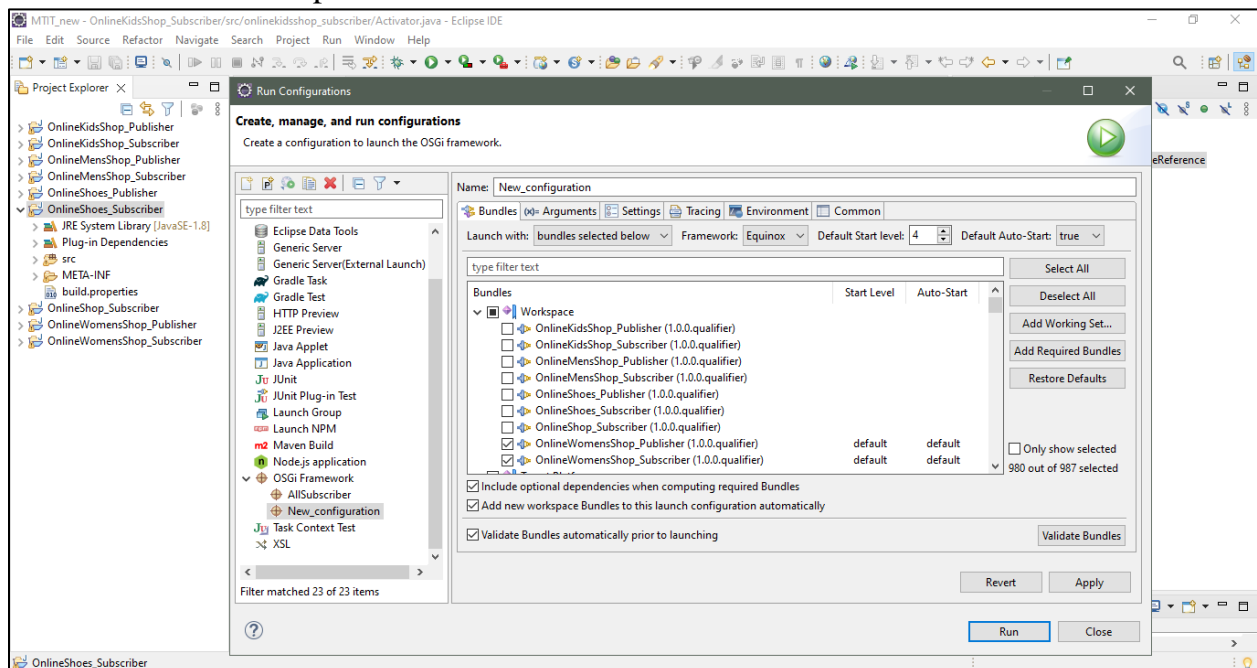 MTIT_new - OnlineKidsShop_Subscriber/src/onlinekidsshop_subscriber/Activator.java - Eclipse IDE
File Edit Source Refactor Navigate Search Project Run Window Help
Project Explorer
OnlineKidsShop_Publisher
OnlineKidsShop_Subscriber
OnlineMensShop_Publisher
OnlineMensShop_Subscriber
OnlineShoes_Publisher
OnlineShoes_Subscriber
JRE System Library [JavaSE-1.8]
Plug-in Dependencies
src
META-INF
build.properties
OnlineShop_Subscriber
OnlineWomensShop_Publisher
OnlineWomensShop_Subscriber
Run Configurations
Create, manage, and run configurations
Create a configuration to launch the OSGi framework.
type filter text
Eclipse Data Tools
Generic Server
Generic Server(External Launch)
Gradle Task
Gradle Test
HTTP Preview
J2EE Preview
Java Applet
Java Application
Ju JUnit
JUnit Plug-in Test
Launch Group
Launch NPM
m2 Maven Build
Node.js application
OSGi Framework
AllSubscriber
New_configuration
Ju Task Context Test
XSL
Filter matched 23 of 23 items
Name: New_configuration
Bundles Arguments Settings Tracing Environment Common
Launch with: bundles selected below Framework: Equinox Default Start level: 4 Default Auto-Start: true
type filter text
Bundles Start Level Auto-Start
Workspace
OnlineKidsShop_Publisher (1.0.0.qualifier)
OnlineKidsShop_Subscriber (1.0.0.qualifier)
OnlineMensShop_Publisher (1.0.0.qualifier)
OnlineMensShop_Subscriber (1.0.0.qualifier)
OnlineShoes_Publisher (1.0.0.qualifier)
OnlineShoes_Subscriber (1.0.0.qualifier)
OnlineShop_Subscriber (1.0.0.qualifier)
OnlineWomensShop_Publisher (1.0.0.qualifier) default default
OnlineWomensShop_Subscriber (1.0.0.qualifier) default default
Select All
Deselect All
Add Working Set...
Add Required Bundles
Restore Defaults
Only show selected
980 out of 987 selected
Include optional dependencies when computing required Bundles
Add new workspace Bundles to this launch configuration automatically
Validate Bundles automatically prior to launching
Validate Bundles
Revert Apply
Run Close
eReference
OnlineShoes_Subscriber